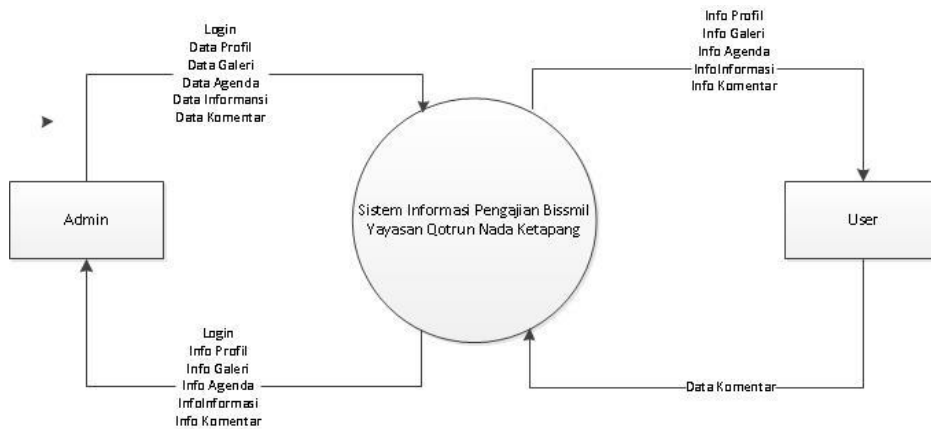 Login
Data Profil
Data Galeri
Data Agenda
Data Informansi
Data Komentar
Info Profil
Info Galeri
Info Agenda
InfoInformasi
Info Komentar
Admin
Sistem Informasi Pengajian Bissmil
Yayasan Qotrun Nada Ketapang
User
Login
Info Profil
Info Galeri
Info Agenda
InfoInformasi
Info Komentar
Data Komentar